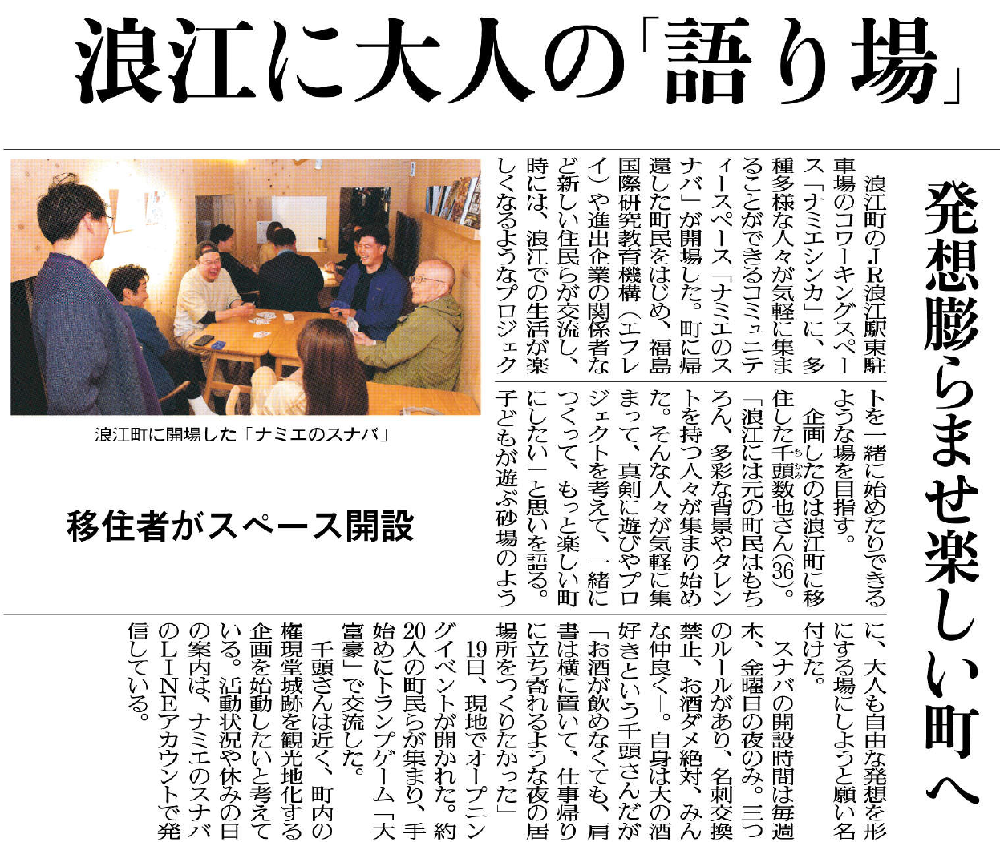 浪江に大人の「語り場」
発想膨らませ楽しい町へ
浪江町のJR浪江駅東駐
車場のコワーキングスペー
ス「ナミエシンカ」に、多
種多様な人々が気軽に集ま
ることができるコミュニテ
ィースペース「ナミエのス
ナバ」が開場した。町に帰
還した町民をはじめ、福島
国際研究教育機構（エフレ
イ）や進出企業の関係者な
ど新しい住民らが交流し、
時には、浪江での生活が楽
しくなるようなプロジェク
トを一緒に始めたりできる
ような場を目指す。
企画したのは浪江町に移
住した千頭数也さん(36)。
ちかみ
「浪江には元の町民はもち
ろん、多彩な背景やタレン
トを持つ人々が集まり始め
た。そんな人々が気軽に集
まって、真剣に遊びやプロ
ジェクトを考えて、一緒に
つくって、もっと楽しい町
にしたい」と思いを語る。
子どもが遊ぶ砂場のよう
に、大人も自由な発想を形
にする場にしようと願い名
付けた。
スナバの開設時間は毎週
木、金曜日の夜のみ。三つ
のルールがあり、名刺交換
禁止、お酒ダメ絶対、みん
な仲良く―。自身は大の酒
好きという千頭さんだが
「お酒が飲めなくても、肩
書は横に置いて、仕事帰り
に立ち寄れるような夜の居
場所をつくりたかった」
19日、現地でオープニン
グイベントが開かれた。約
20人の町民らが集まり、手
始めにトランプゲーム「大
富豪」で交流した。
千頭さんは近く、町内の
権現堂城跡を観光地化する
企画を始動したいと考えて
いる。活動状況や休みの日
の案内は、ナミエのスナバ
のLINEアカウントで発
信している。
浪江町に開場した「ナミエのスナバ」
移住者がスペース開設